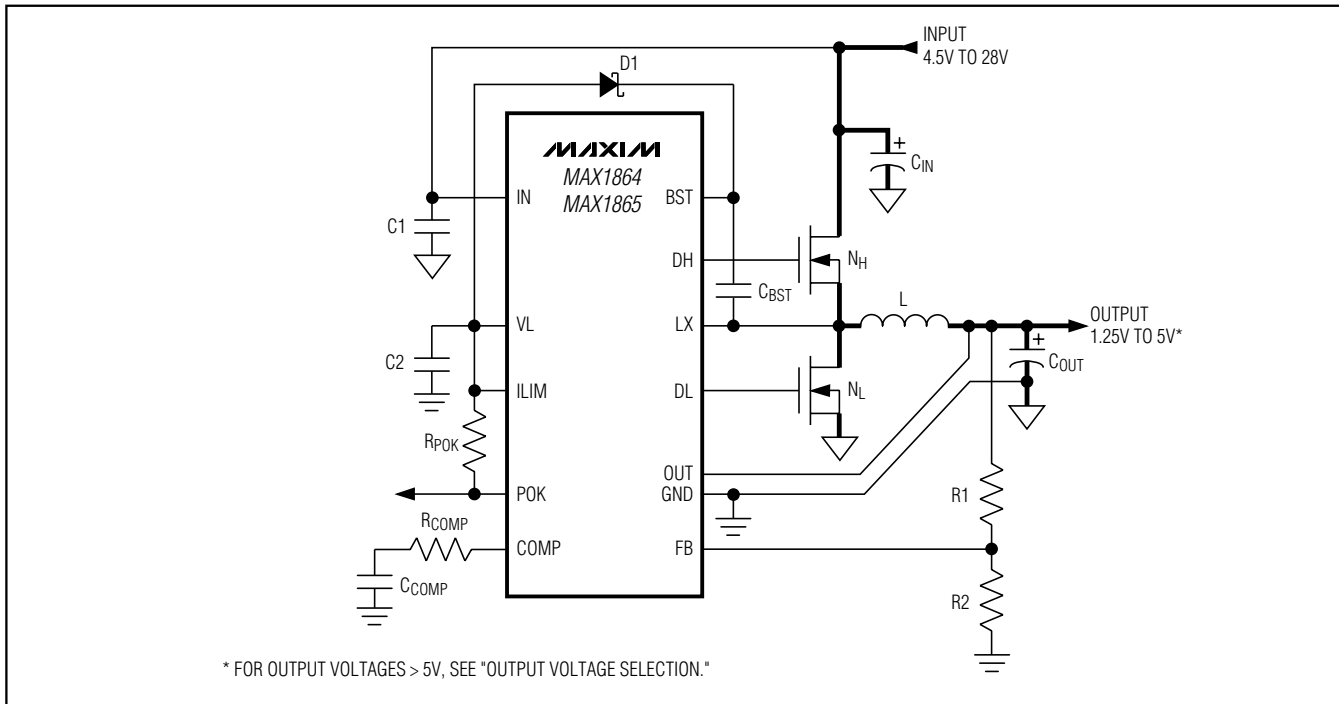 INPUT
4.5V TO 28V
D1
CIN
MAXIM
MAX1864
MAX1865
IN
BST
C1
DH
NH
CBST
L
VL
LX
OUTPUT
1.25V TO 5V*
C2
COUT
ILIM
DL
NL
RPOK
OUT
POK
GND
R1
RCOMP
COMP
FB
CCOMP
R2
* FOR OUTPUT VOLTAGES > 5V, SEE "OUTPUT VOLTAGE SELECTION."